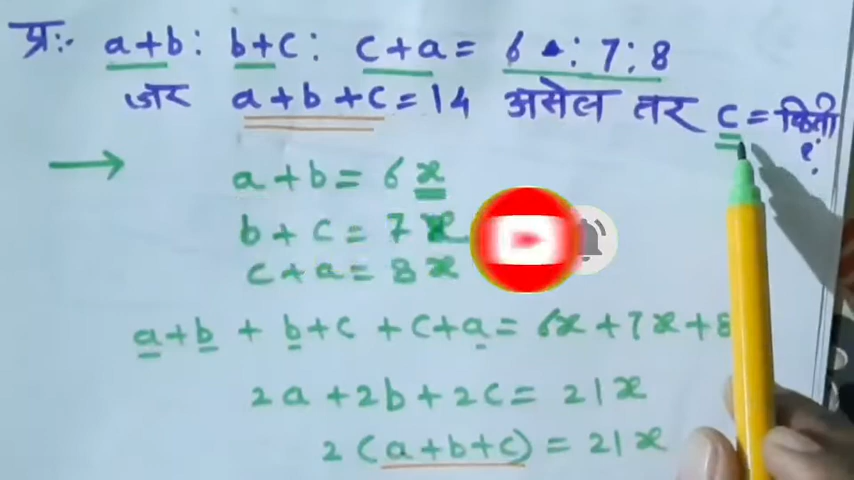 प्र:- a+b : b+c : c+a = 6 : 7 : 8
जर a+b+c = 14 असेल तर c = किती ?
a+b = 6x
b+c = 7x
c+a = 8x
a+b + b+c + c+a = 6x+7x+8
2a+2b+2c = 21x
2(a+b+c) = 21x